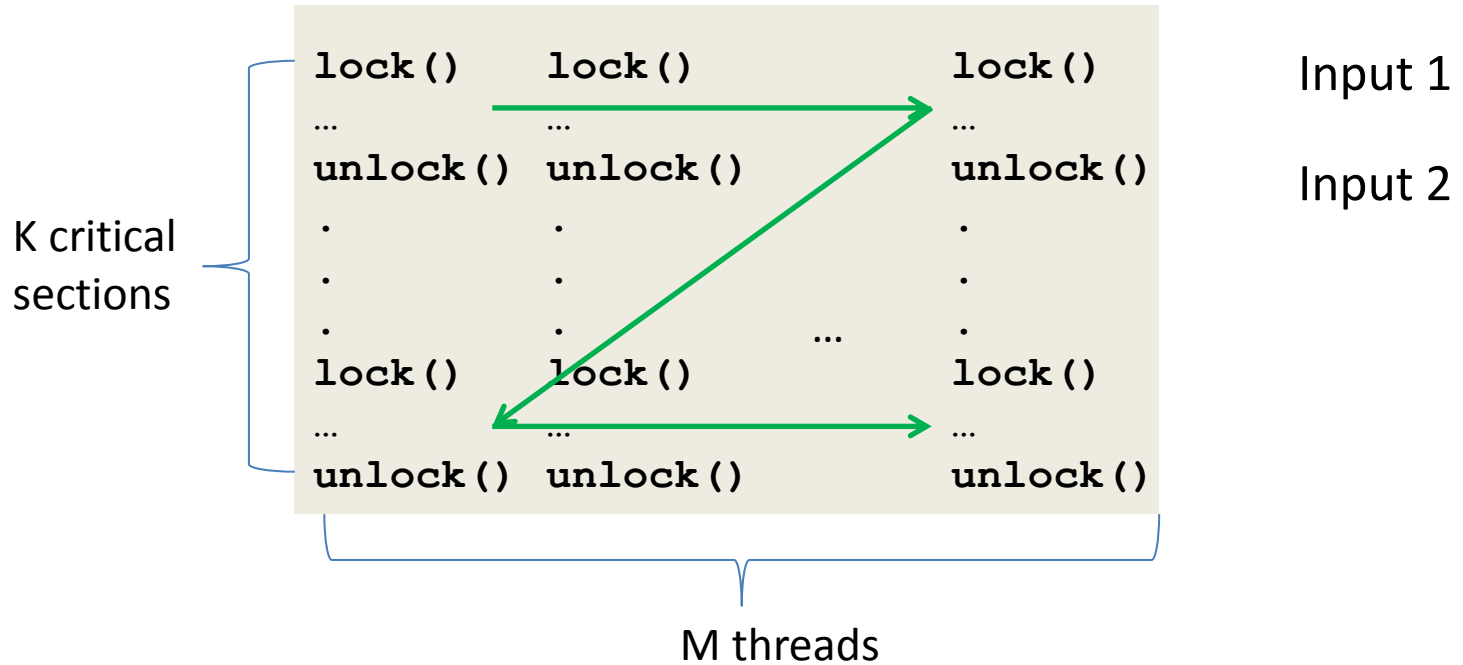 lock() lock() lock()
Input 1
… … …
unlock() unlock() unlock()
Input 2
K critical
sections
. . .
. . .
. . … .
lock() lock() lock()
… … …
unlock() unlock() unlock()
M threads